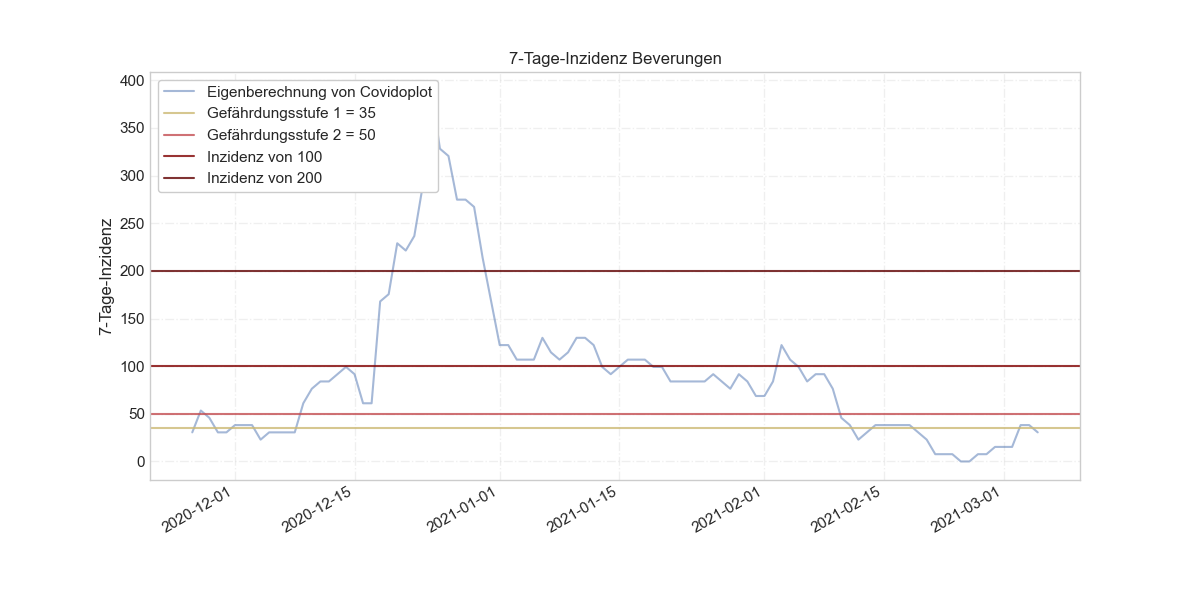 7-Tage-Inzidenz Beverungen
400
350
300
250
200
150
100
50
0
7-Tage-Inzidenz
Eigenberechnung von Covidoplot
Gefährdungsstufe 1 = 35
Gefährdungsstufe 2 = 50
Inzidenz von 100
Inzidenz von 200
2020-12-01
2020-12-15
2021-01-01
2021-01-15
2021-02-01
2021-02-15
2021-03-01